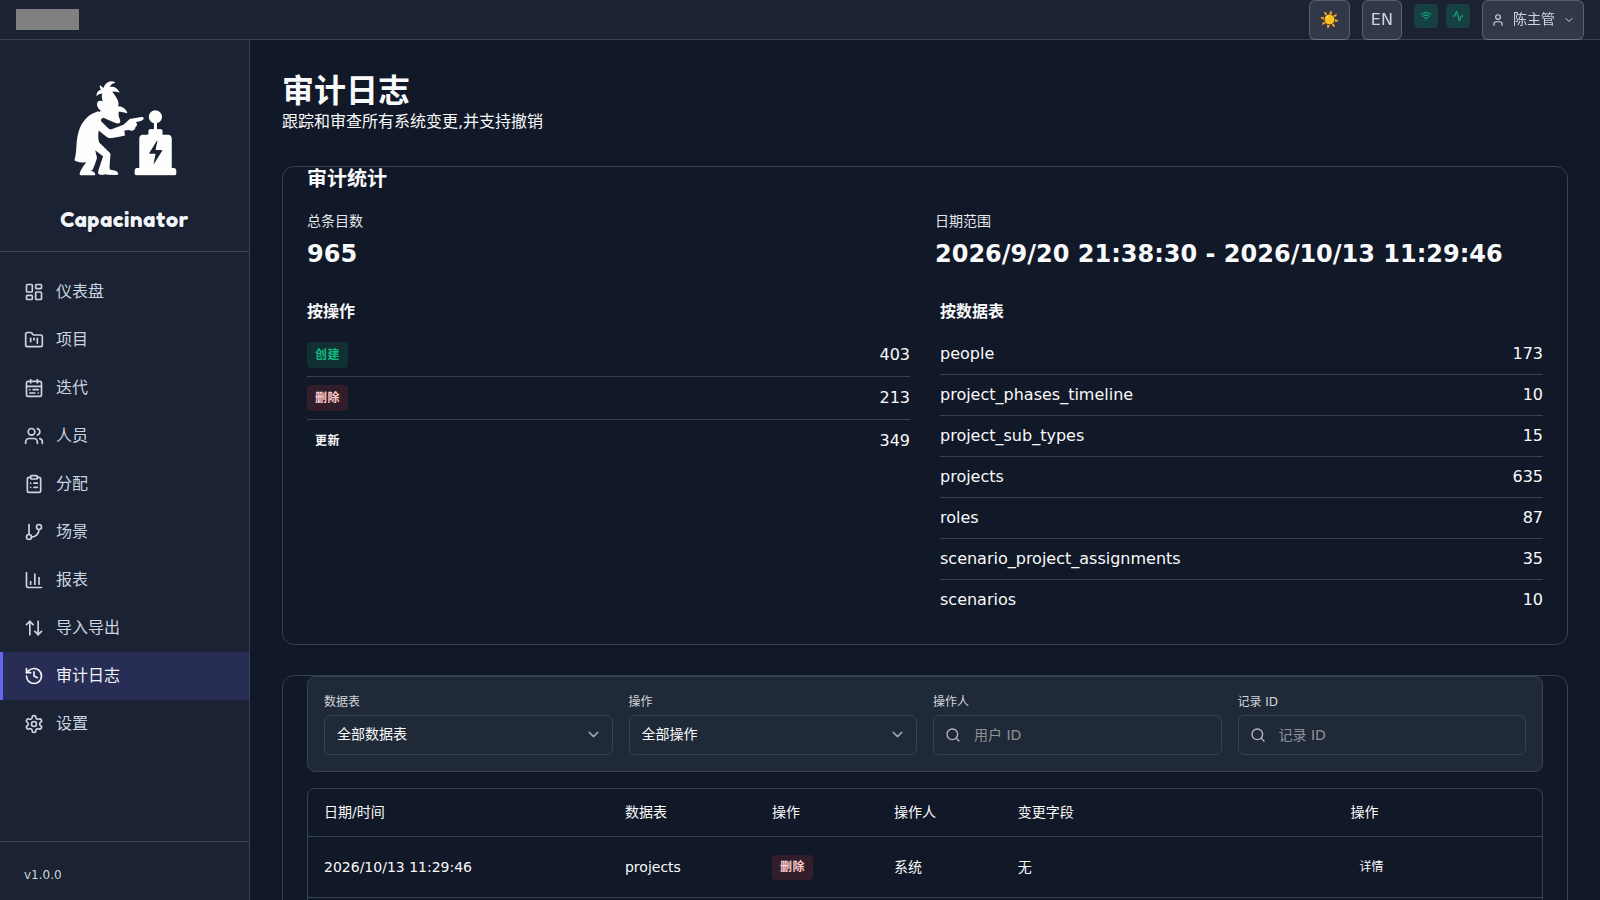 EN
陈主管
Capacinator
仪表盘
项目
迭代
人员
分配
场景
报表
导入导出
审计日志
设置
v1.0.0
审计日志
跟踪和审查所有系统变更,并支持撤销
审计统计
总条目数
965
日期范围
2026/9/20 21:38:30 - 2026/10/13 11:29:46
按操作
创建 403
删除 213
更新 349
按数据表
people 173
project_phases_timeline 10
project_sub_types 15
projects 635
roles 87
scenario_project_assignments 35
scenarios 10
数据表 操作 操作人 记录 ID
全部数据表 全部操作 用户 ID 记录 ID
日期/时间 数据表 操作 操作人 变更字段 操作
2026/10/13 11:29:46 projects 删除 系统 无 详情